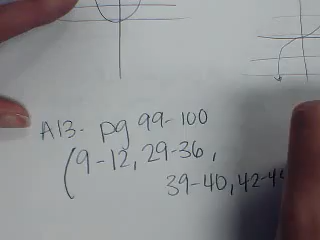 A13- pg 99-100
(9-12, 29-36,
39-40, 42-4